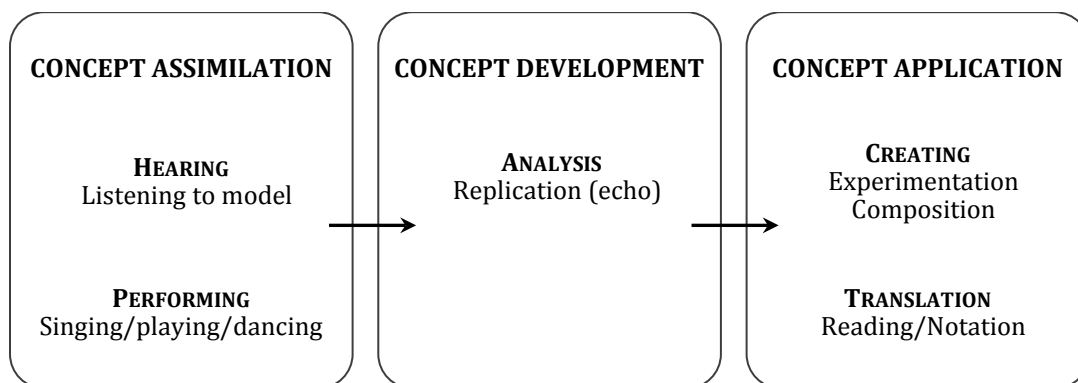 CONCEPT ASSIMILATION
HEARING
Listening to model
PERFORMING
Singing/playing/dancing
CONCEPT DEVELOPMENT
ANALYSIS
Replication (echo)
CONCEPT APPLICATION
CREATING
Experimentation
Composition
TRANSLATION
Reading/Notation